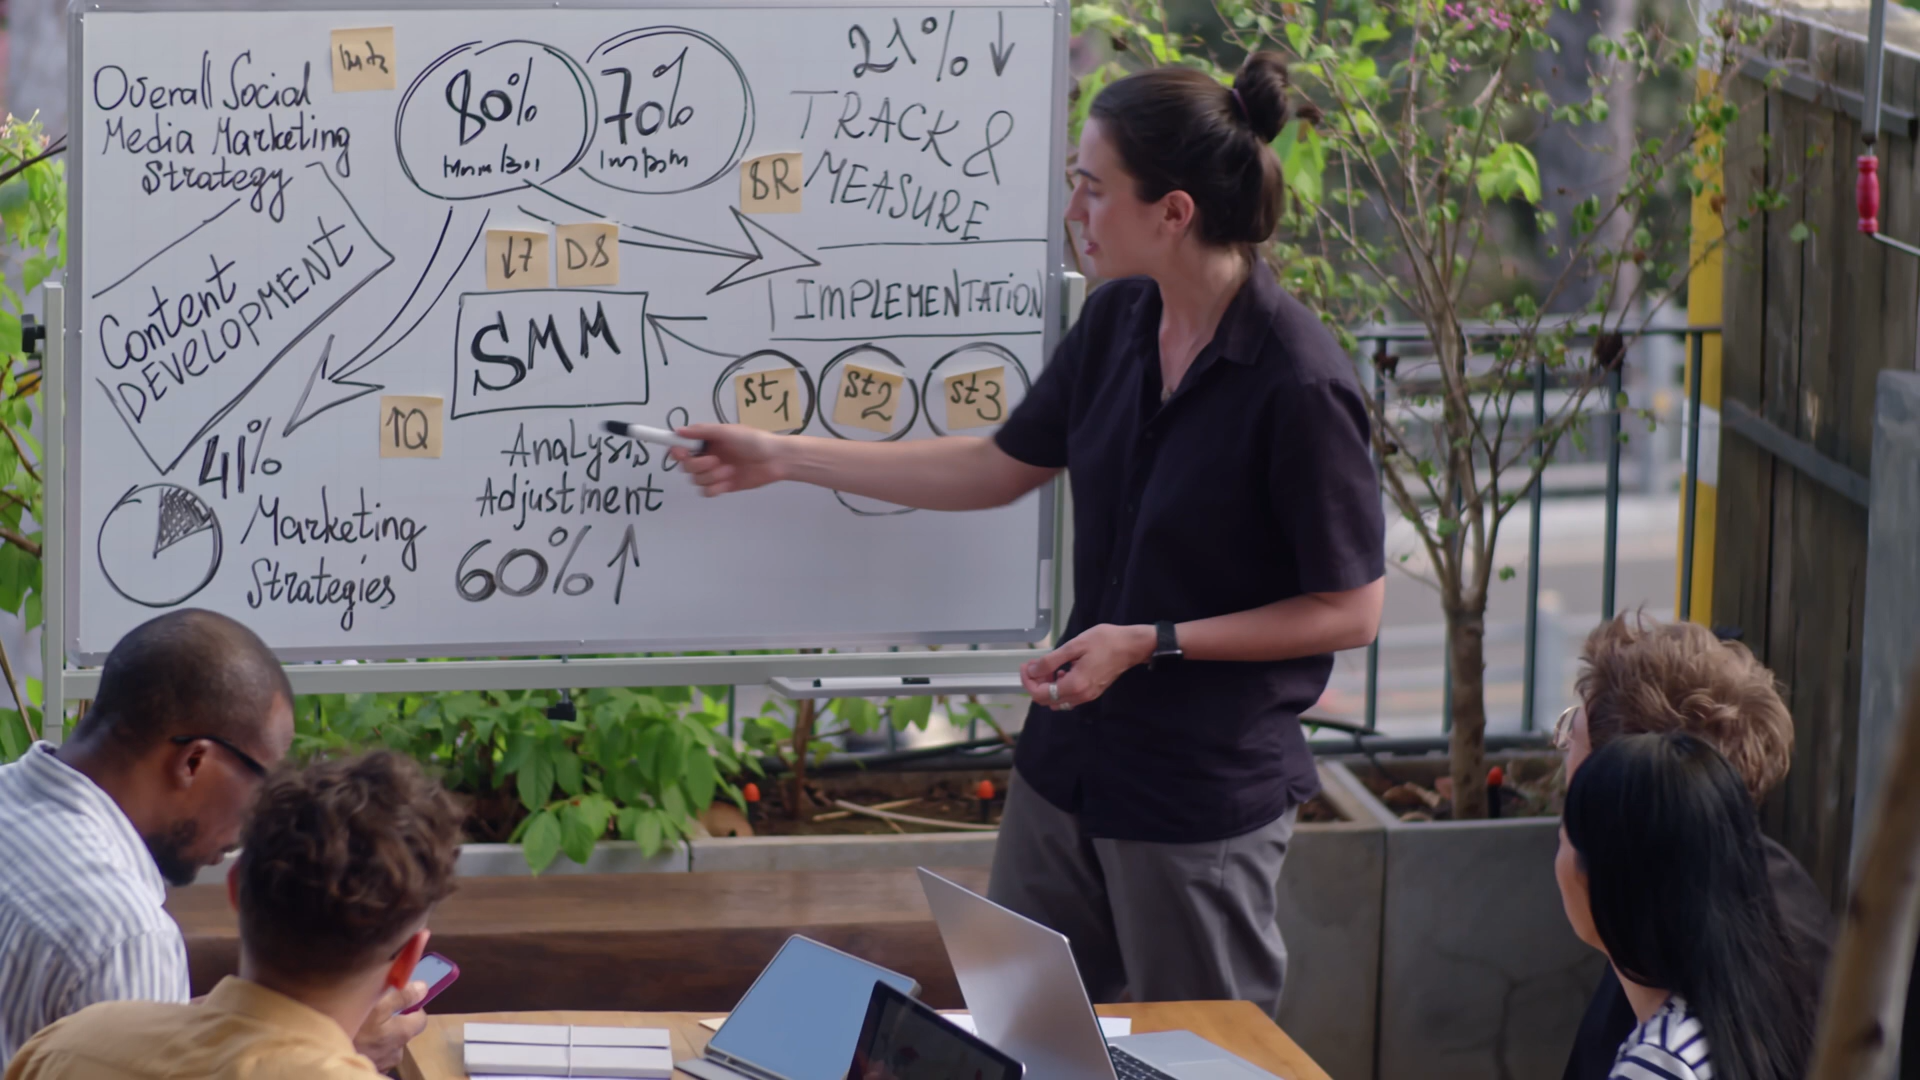 Overall Social
Media Marketing
Strategy
80%
70%
21% ↓
TRACK &
MEASURE
BR
Content
DEVELOPMENT
↓7
D8
SMM
IMPLEMENTATION
st1
st2
st3
↑Q
41%
Marketing
Strategies
Analysis &
Adjustment
60% ↑